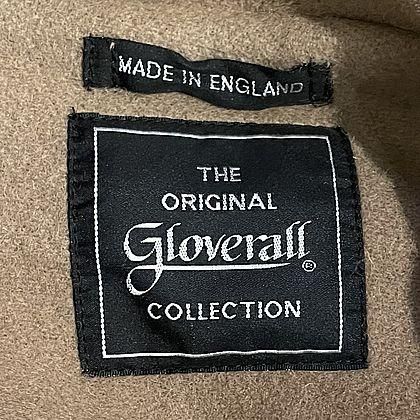 MADE IN ENGLAND
THE
ORIGINAL
Gloverall®
COLLECTION